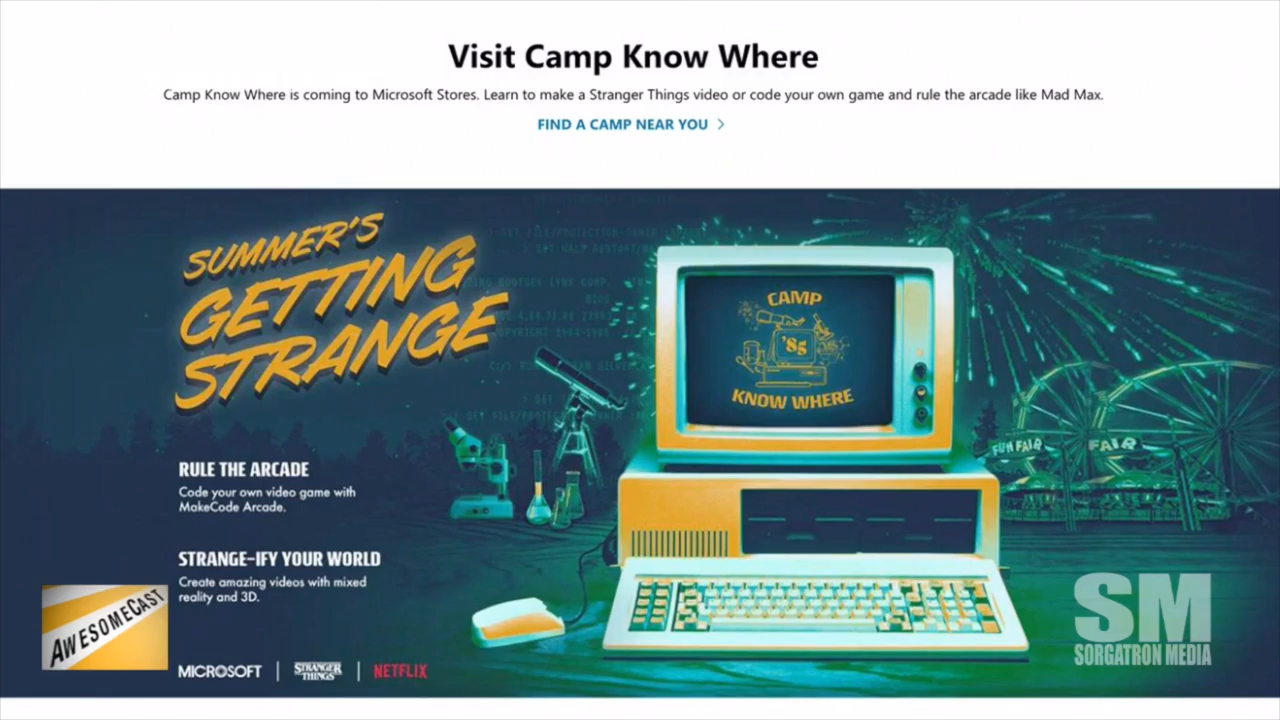 Visit Camp Know Where
Camp Know Where is coming to Microsoft Stores. Learn to make a Stranger Things video or code your own game and rule the arcade like Mad Max.
FIND A CAMP NEAR YOU
SUMMER'S
GETTING
STRANGE
CAMP
'85
KNOW WHERE
FUN FAIR
FAIR
RULE THE ARCADE
Code your own video game with
MakeCode Arcade.
STRANGE-IFY YOUR WORLD
Create amazing videos with mixed
reality and 3D.
AWESOMECAST
MICROSOFT
STRANGER
THINGS
NETFLIX
SM
SORGATRON MEDIA